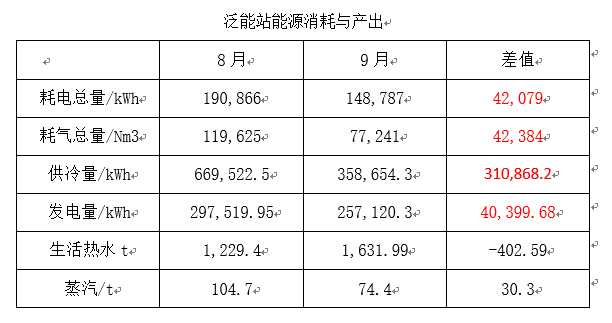 泛能站能源消耗与产出
8月 9月 差值
耗电总量/kWh 190,866 148,787 42,079
耗气总量/Nm3 119,625 77,241 42,384
供冷量/kWh 669,522.5 358,654.3 310,868.2
发电量/kWh 297,519.95 257,120.3 40,399.68
生活热水t 1,229.4 1,631.99 -402.59
蒸汽/t 104.7 74.4 30.3